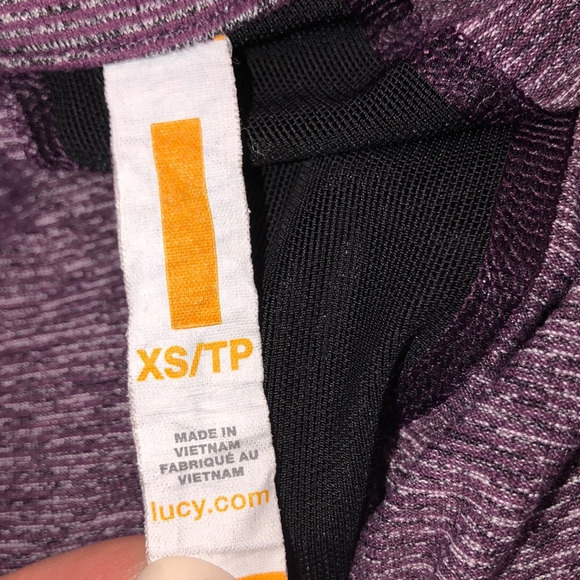 XS/TP
MADE IN
VIETNAM
FABRIQUÉ AU
VIETNAM
lucy.com